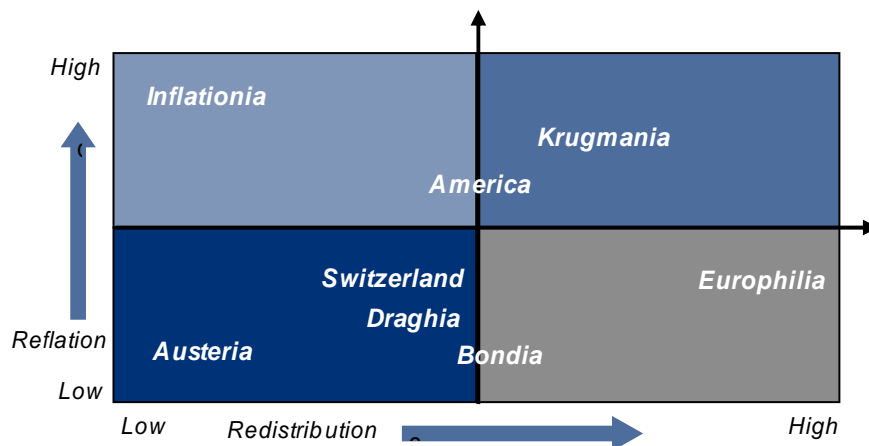 High
Inflationia
Krugmania
America
Switzerland
Europhilia
Draghia
Reflation
Austeria
Bondia
Low
Low
Redistribution
High